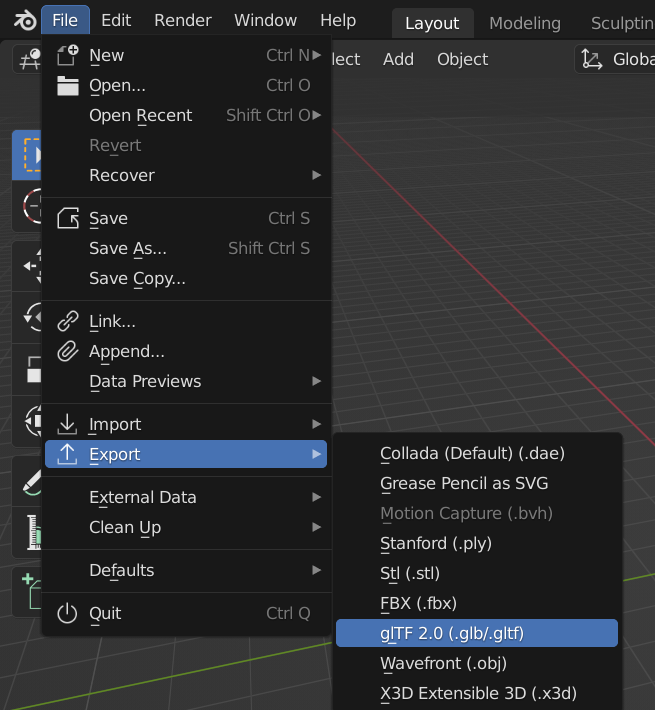 File Edit Render Window Help Layout Modeling Sculptin
New Ctrl N
lect Add Object Globa
Open... Ctrl O
Open Recent Shift Ctrl O
Revert
Recover
Save Ctrl S
Save As... Shift Ctrl S
Save Copy...
Link...
Append...
Data Previews
Import
Export
External Data
Clean Up
Defaults
Quit Ctrl Q
Collada (Default) (.dae)
Grease Pencil as SVG
Motion Capture (.bvh)
Stanford (.ply)
Stl (.stl)
FBX (.fbx)
glTF 2.0 (.glb/.gltf)
Wavefront (.obj)
X3D Extensible 3D (.x3d)